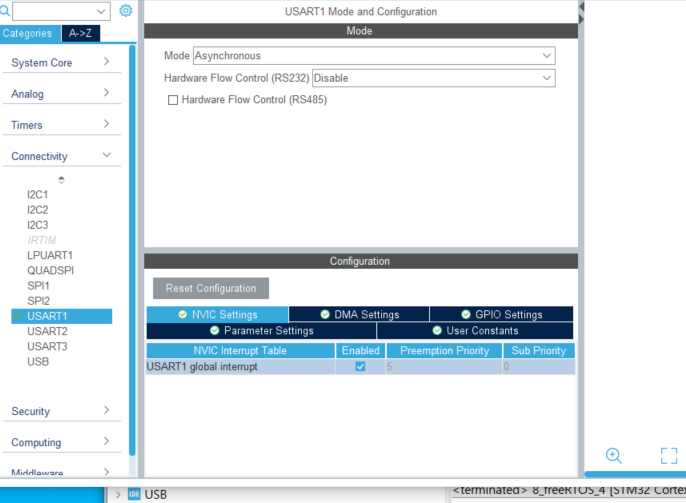 USART1 Mode and Configuration
Categories A->Z
Mode
System Core
Analog
Timers
Connectivity
I2C1
I2C2
I2C3
IRTIM
LPUART1
QUADSPI
SPI1
SPI2
USART1
USART2
USART3
USB
Security
Computing
Middleware
Mode Asynchronous
Hardware Flow Control (RS232) Disable
Hardware Flow Control (RS485)
Configuration
Reset Configuration
NVIC Settings DMA Settings GPIO Settings
Parameter Settings User Constants
NVIC Interrupt Table Enabled Preemption Priority Sub Priority
USART1 global interrupt 5 0
IDE USB
<terminated> 8_freeRTOS_4 [STM32 Cortex